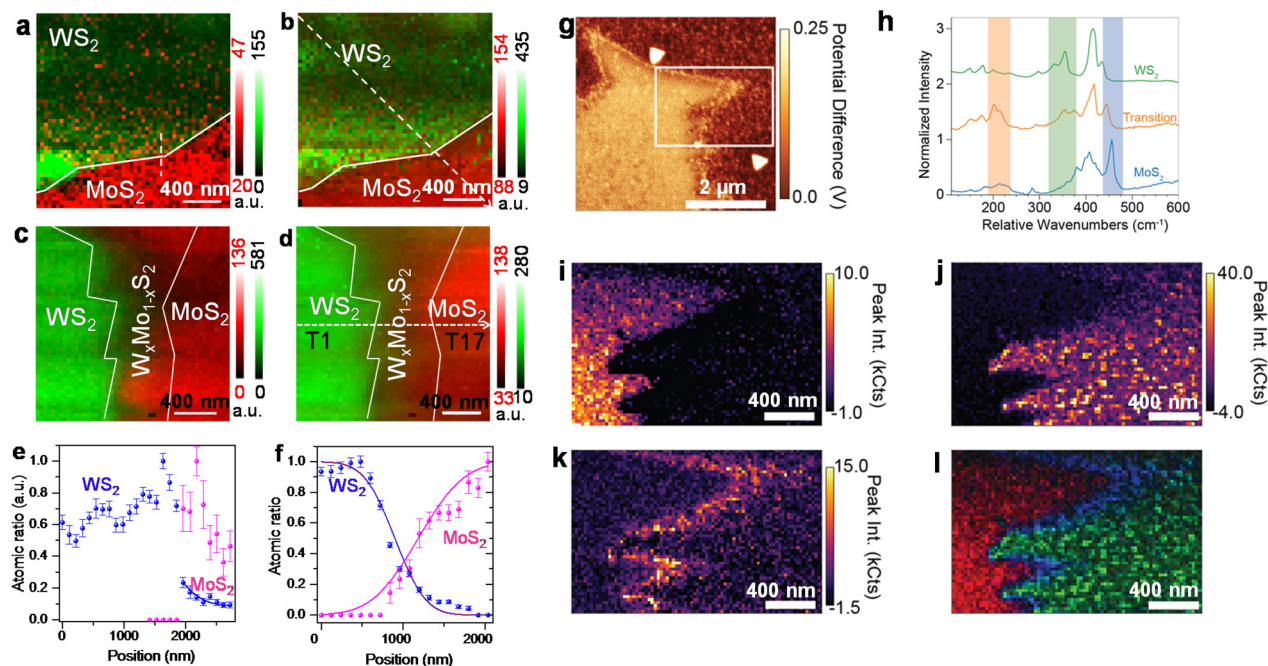 a
WS2
MoS2
400 nm
47
155
20
0
a.u.
b
WS2
MoS2
400 nm
154
435
88
9
a.u.
c
WS2
WxMo1-xS2
MoS2
400 nm
136
581
0
0
a.u.
d
WS2
WxMo1-xS2
MoS2
T1
T17
400 nm
138
280
33
10
a.u.
e
Atomic ratio (a.u.)
1.0
0.8
0.6
0.4
0.2
0.0
WS2
MoS2
0
1000
2000
Position (nm)
f
Atomic ratio
1.0
0.8
0.6
0.4
0.2
0.0
WS2
MoS2
0
1000
2000
Position (nm)
g
2 μm
0.25
0.0
Potential Difference (V)
h
Normalized Intensity
3
2
1
0
WS2
Transition
MoS2
200
300
400
500
600
Relative Wavenumbers (cm-1)
i
400 nm
10.0
-1.0
Peak Int. (kCts)
j
400 nm
40.0
-4.0
Peak Int. (kCts)
k
400 nm
15.0
-1.5
Peak Int. (kCts)
l
400 nm